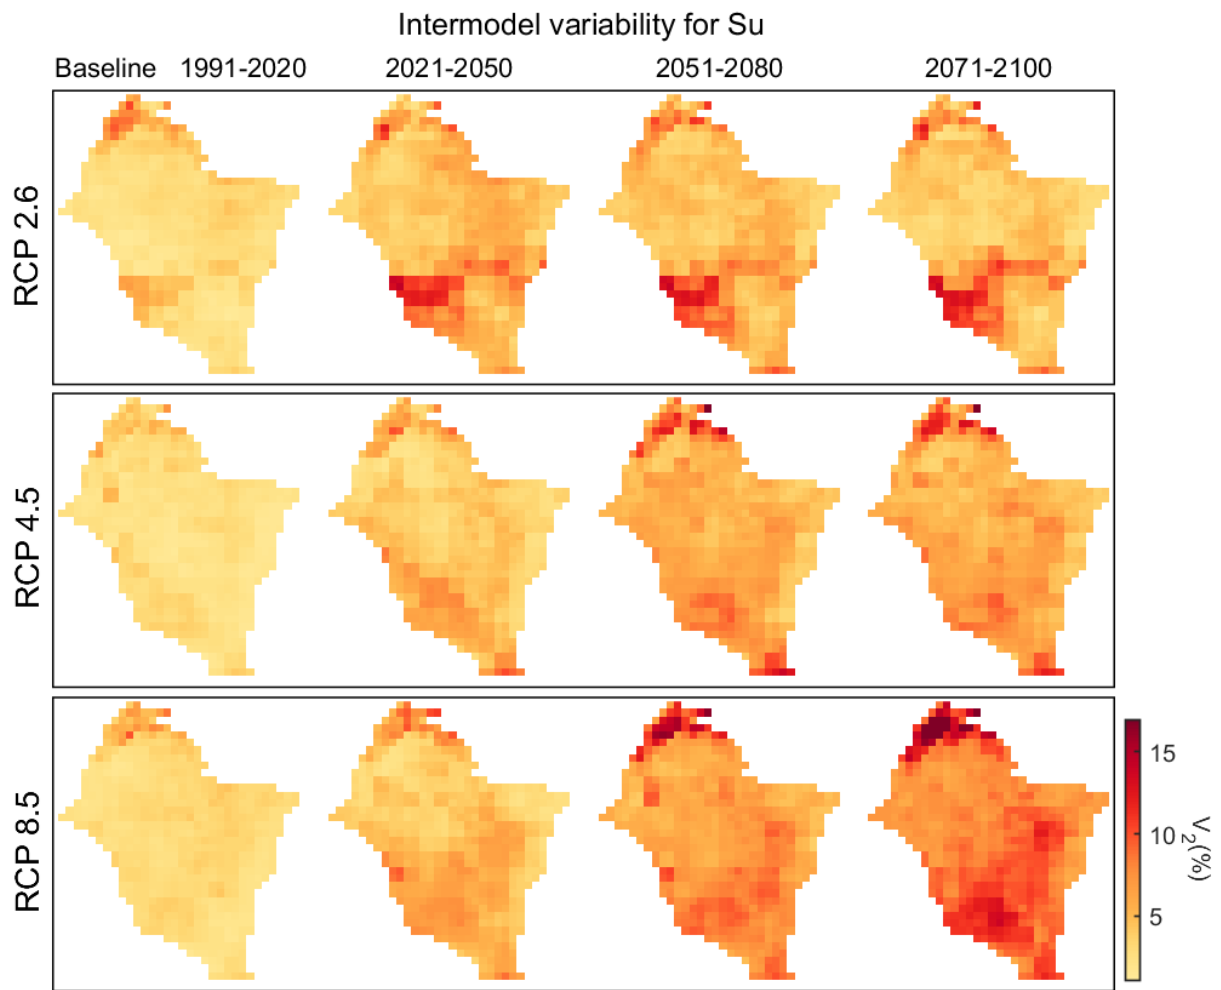 Intermodel variability for Su
Baseline 1991-2020 2021-2050 2051-2080 2071-2100
RCP 2.6
RCP 4.5
RCP 8.5
15
10
5
V2(%)